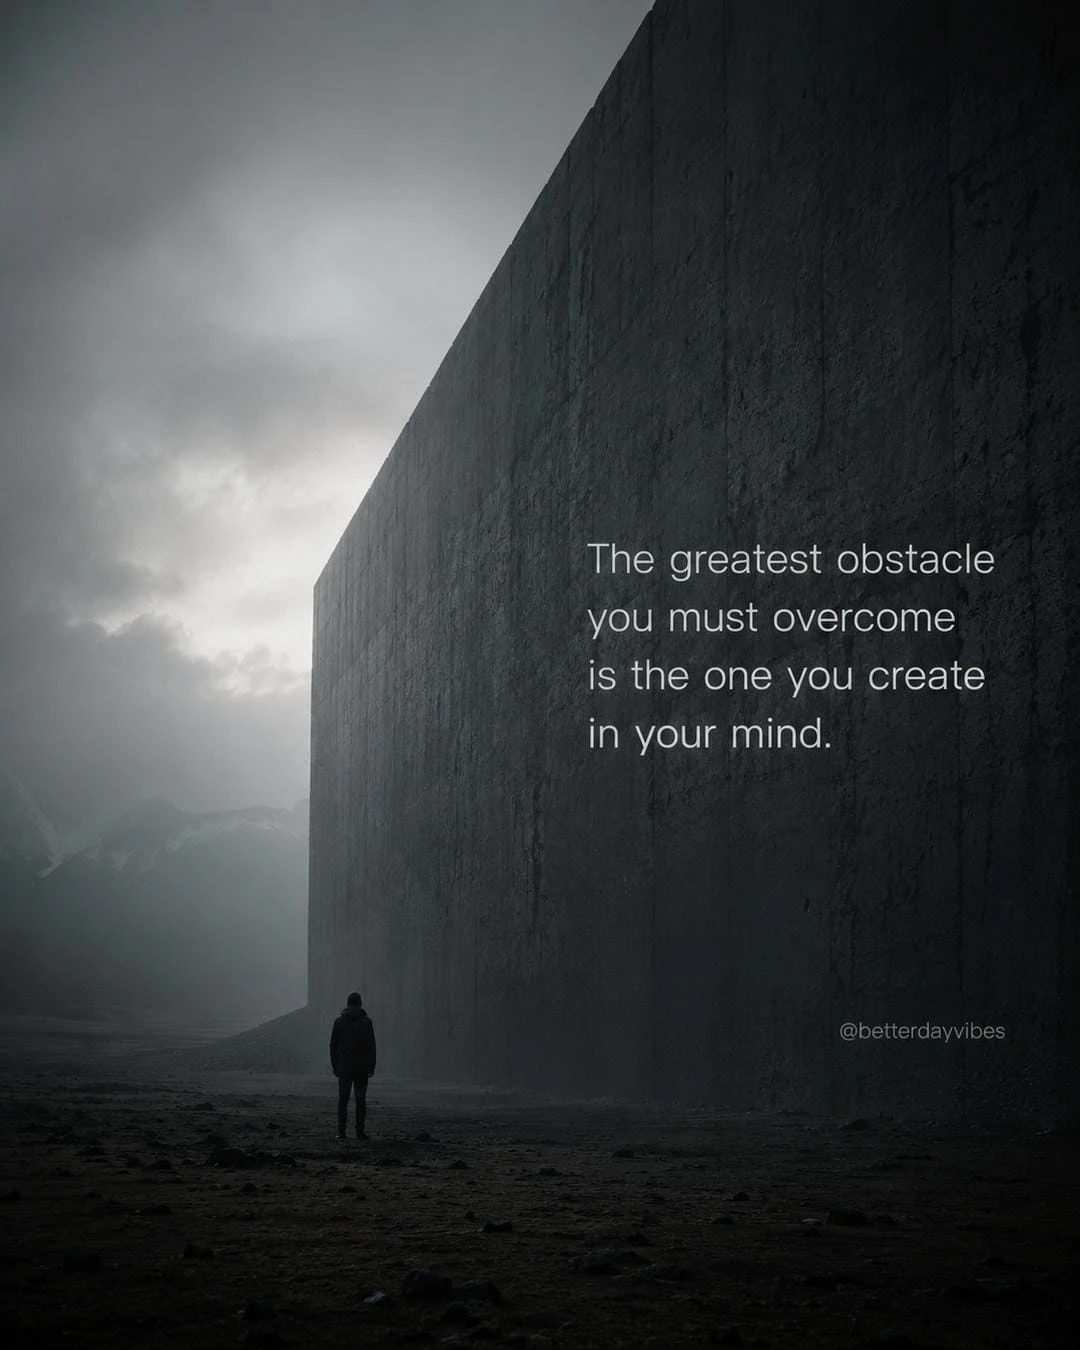 The greatest obstacle
you must overcome
is the one you create
in your mind.
@betterdayvibes